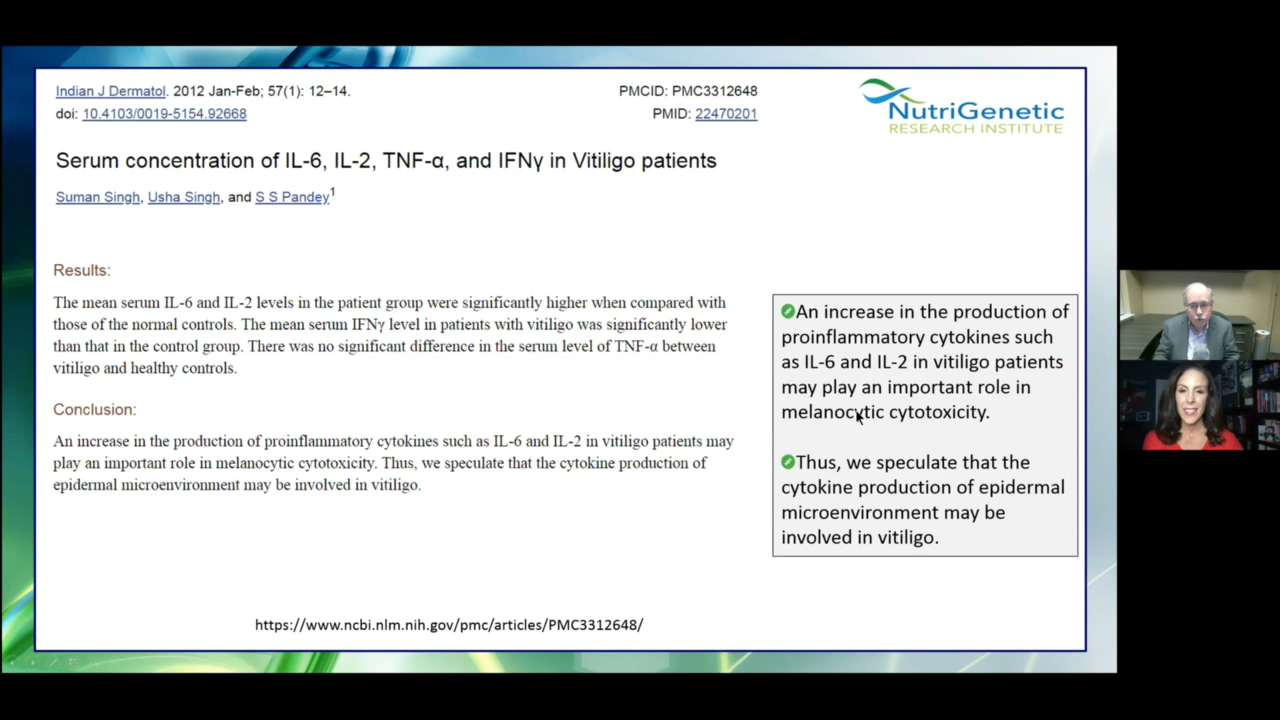 Indian J Dermatol. 2012 Jan-Feb; 57(1): 12–14.
doi: 10.4103/0019-5154.92668
PMCID: PMC3312648
PMID: 22470201
NutriGenetic
RESEARCH INSTITUTE
Serum concentration of IL-6, IL-2, TNF-α, and IFNγ in Vitiligo patients
Suman Singh, Usha Singh, and S S Pandey1
Results:
The mean serum IL-6 and IL-2 levels in the patient group were significantly higher when compared with
those of the normal controls. The mean serum IFNγ level in patients with vitiligo was significantly lower
than that in the control group. There was no significant difference in the serum level of TNF-α between
vitiligo and healthy controls.
Conclusion:
An increase in the production of proinflammatory cytokines such as IL-6 and IL-2 in vitiligo patients may
play an important role in melanocytic cytotoxicity. Thus, we speculate that the cytokine production of
epidermal microenvironment may be involved in vitiligo.
An increase in the production of
proinflammatory cytokines such
as IL-6 and IL-2 in vitiligo patients
may play an important role in
melanocytic cytotoxicity.
Thus, we speculate that the
cytokine production of epidermal
microenvironment may be
involved in vitiligo.
https://www.ncbi.nlm.nih.gov/pmc/articles/PMC3312648/